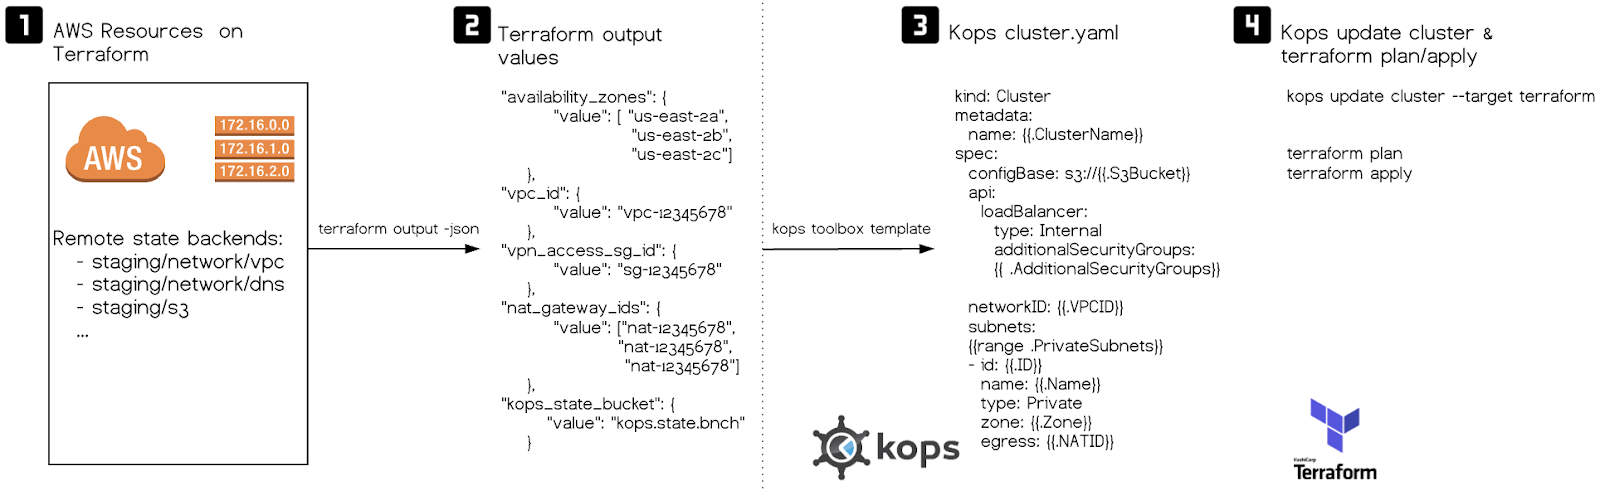 1
AWS Resources on
Terraform
AWS
172.16.0.0
172.16.1.0
172.16.2.0
Remote state backends:
- staging/network/vpc
- staging/network/dns
- staging/s3
...
terraform output -json
2
Terraform output
values
"availability_zones": {
"value": [ "us-east-2a",
"us-east-2b",
"us-east-2c"]
},
"vpc_id": {
"value": "vpc-12345678"
},
"vpn_access_sg_id": {
"value": "sg-12345678"
},
"nat_gateway_ids": {
"value": ["nat-12345678",
"nat-12345678",
"nat-12345678"]
},
"kops_state_bucket": {
"value": "kops.state.bnch"
}
kops toolbox template
kops
3
Kops cluster.yaml
kind: Cluster
metadata:
name: {{.ClusterName}}
spec:
configBase: s3://{{.S3Bucket}}
api:
loadBalancer:
type: Internal
additionalSecurityGroups:
{{ .AdditionalSecurityGroups}}
networkID: {{.VPCID}}
subnets:
{{range .PrivateSubnets}}
- id: {{.ID}}
name: {{.Name}}
type: Private
zone: {{.Zone}}
egress: {{.NATID}}
4
Kops update cluster &
terraform plan/apply
kops update cluster --target terraform
terraform plan
terraform apply
HashiCorp
Terraform